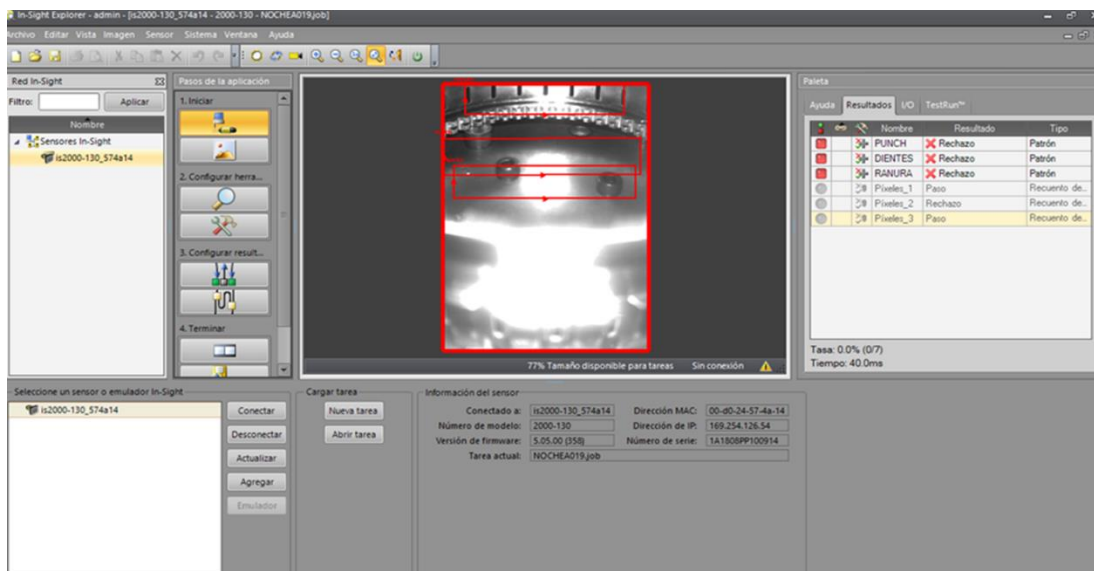 In-Sight Explorer - admin - [is2000-130_574a14 - 2000-130 - NOCHEA019.job]
Archivo Editar Vista Imagen Sensor Sistema Ventana Ayuda
Red In-Sight
Filtro: Aplicar
Nombre
Sensores In-Sight
is2000-130_574a14
Pasos de la aplicación
1. Iniciar
2. Configurar herra...
3. Configurar result...
4. Terminar
77% Tamaño disponible para tareas Sin conexión
Paleta
Ayuda Resultados I/O TestRun™
Nombre Resultado Tipo
PUNCH Rechazo Patrón
DIENTES Rechazo Patrón
RANURA Rechazo Patrón
Píxeles_1 Paso Recuento de...
Píxeles_2 Rechazo Recuento de...
Píxeles_3 Paso Recuento de...
Tasa: 0.0% (0/7)
Tiempo: 40.0ms
Seleccione un sensor o emulador In-Sight
is2000-130_574a14
Conectar
Desconectar
Actualizar
Agregar
Emulador
Cargar tarea
Nueva tarea
Abrir tarea
Información del sensor
Conectado a: is2000-130_574a14 Dirección MAC: 00-d0-24-57-4a-14
Número de modelo: 2000-130 Dirección de IP: 169.254.126.54
Versión de firmware: 5.05.00 (358) Número de serie: 1A1808PP100914
Tarea actual: NOCHEA019.job